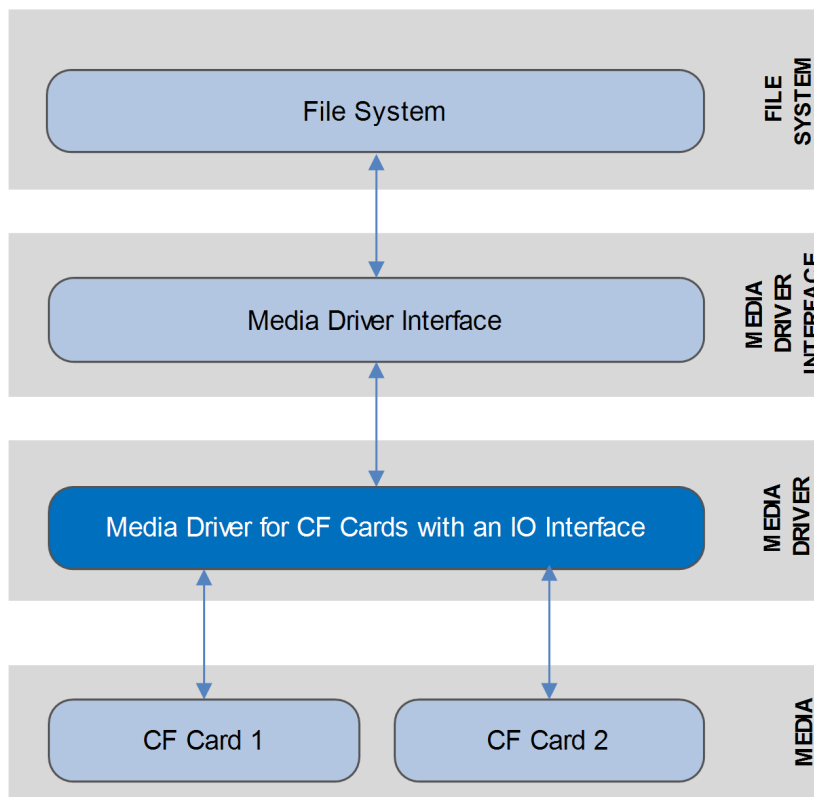 File System
FILE
SYSTEM
Media Driver Interface
MEDIA
DRIVER
INTERFACE
Media Driver for CF Cards with an IO Interface
MEDIA
DRIVER
CF Card 1
CF Card 2
MEDIA